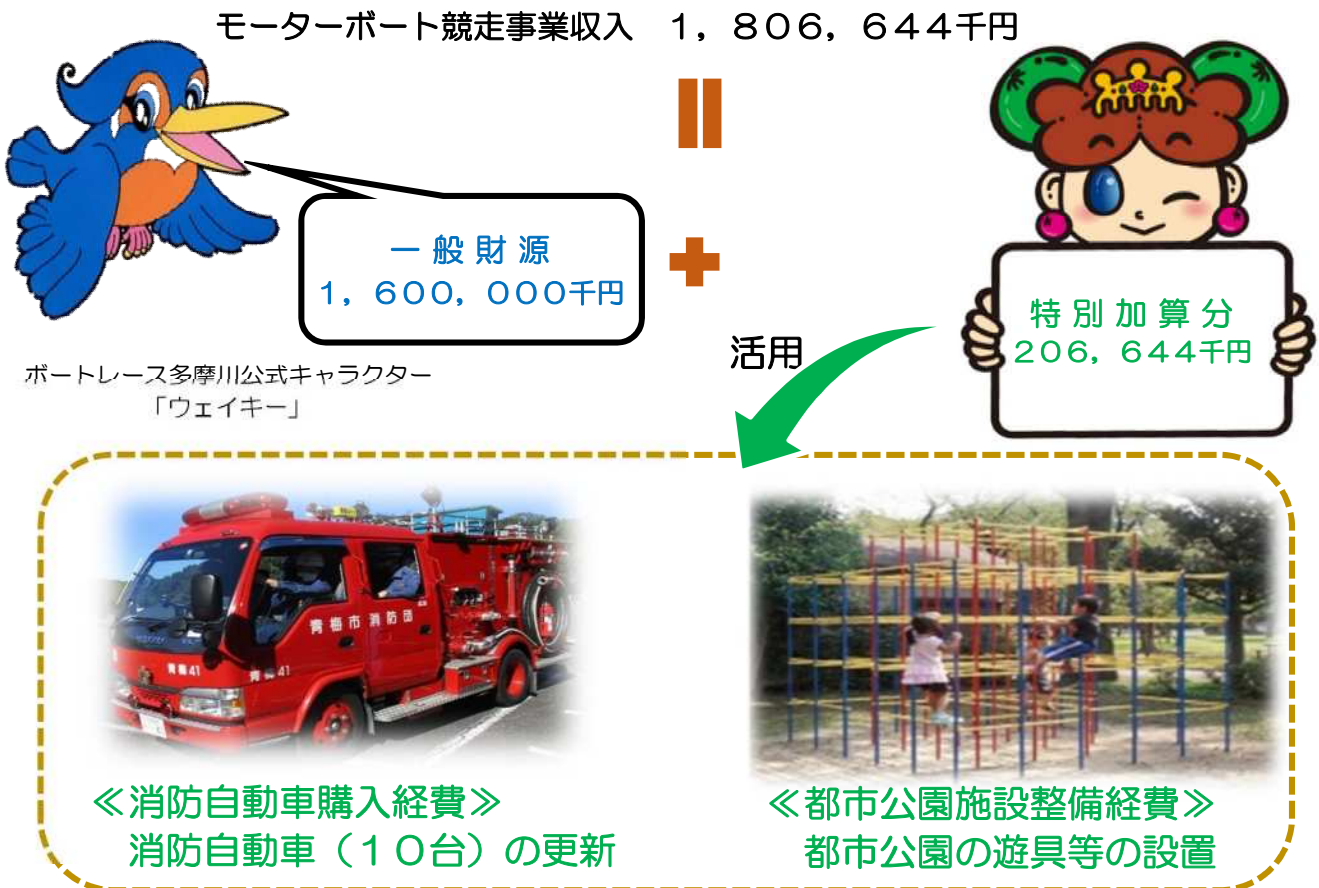 モーターボート競走事業収入　１，８０６，６４４千円
一般財源
１，６００，０００千円
特別加算分
２０６，６４４千円
活用
ボートレース多摩川公式キャラクター
「ウェイキー」
青梅市消防団
青梅41
青梅41
≪消防自動車購入経費≫
消防自動車（１０台）の更新
≪都市公園施設整備経費≫
都市公園の遊具等の設置